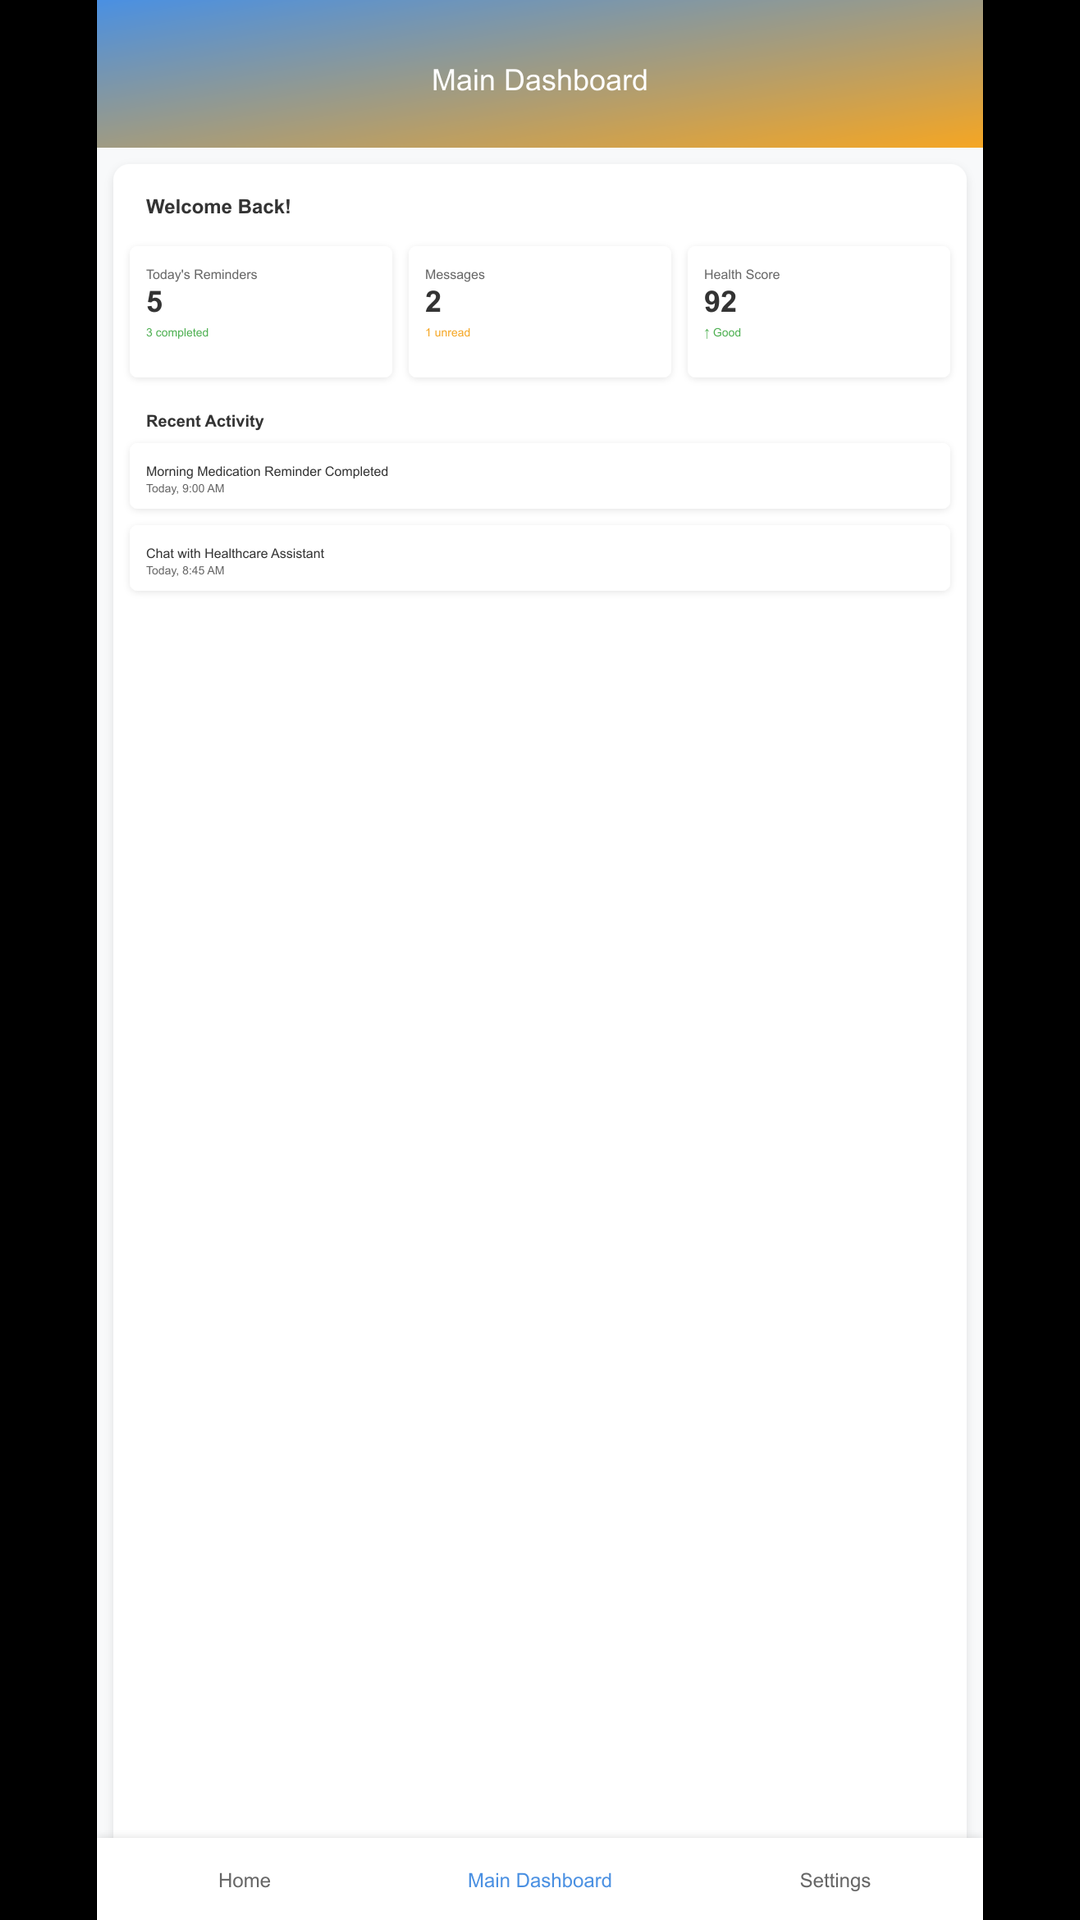 Main Dashboard
Welcome Back!
Today's Reminders
5
3 completed
Messages
2
1 unread
Health Score
92
↑ Good
Recent Activity
Morning Medication Reminder Completed
Today, 9:00 AM
Chat with Healthcare Assistant
Today, 8:45 AM
Home
Main Dashboard
Settings